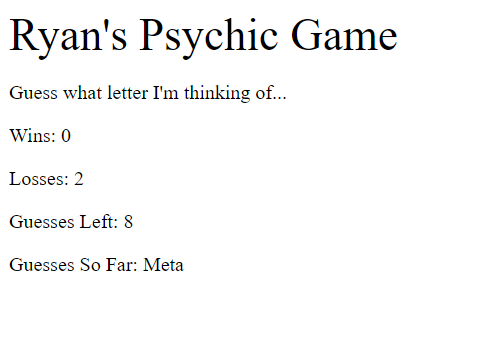 Ryan's Psychic Game
Guess what letter I'm thinking of...
Wins: 0
Losses: 2
Guesses Left: 8
Guesses So Far: Meta